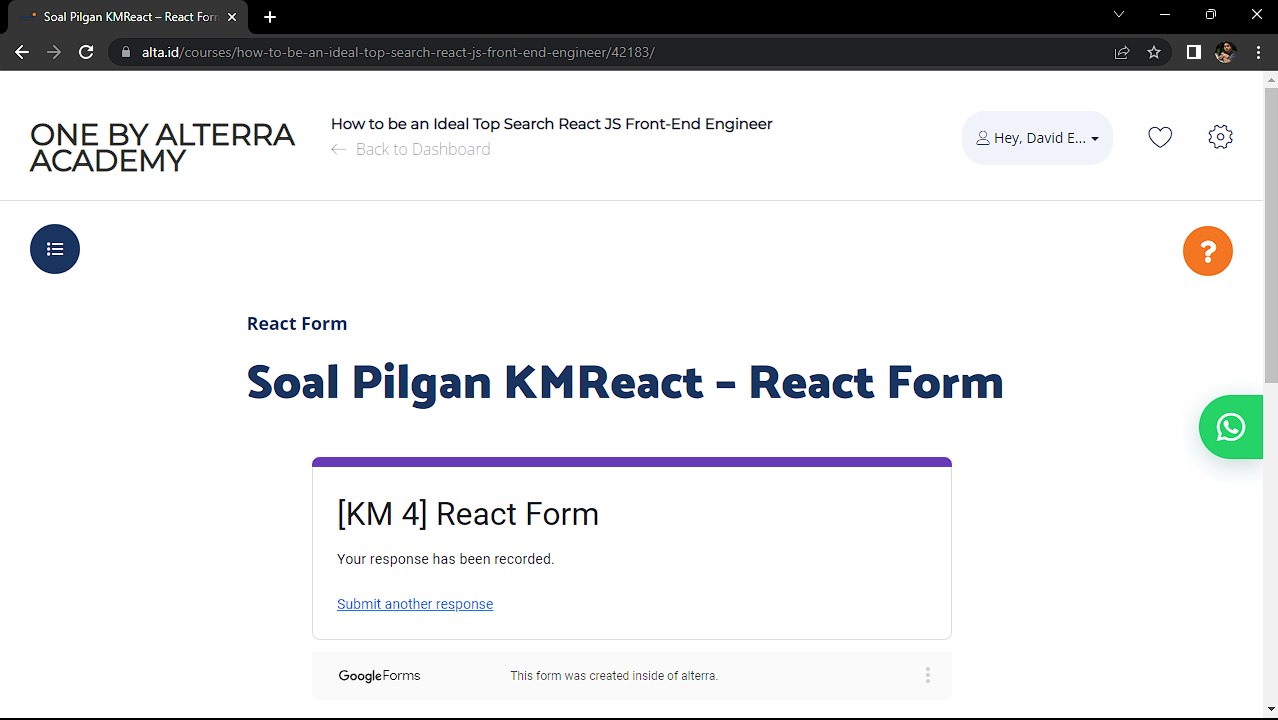 Soal Pilgan KMReact – React Form
alta.id/courses/how-to-be-an-ideal-top-search-react-js-front-end-engineer/42183/
ONE BY ALTERRA
ACADEMY
How to be an Ideal Top Search React JS Front-End Engineer
← Back to Dashboard
Hey, David E...
?
React Form
Soal Pilgan KMReact – React Form
[KM 4] React Form
Your response has been recorded.
Submit another response
Google Forms
This form was created inside of alterra.